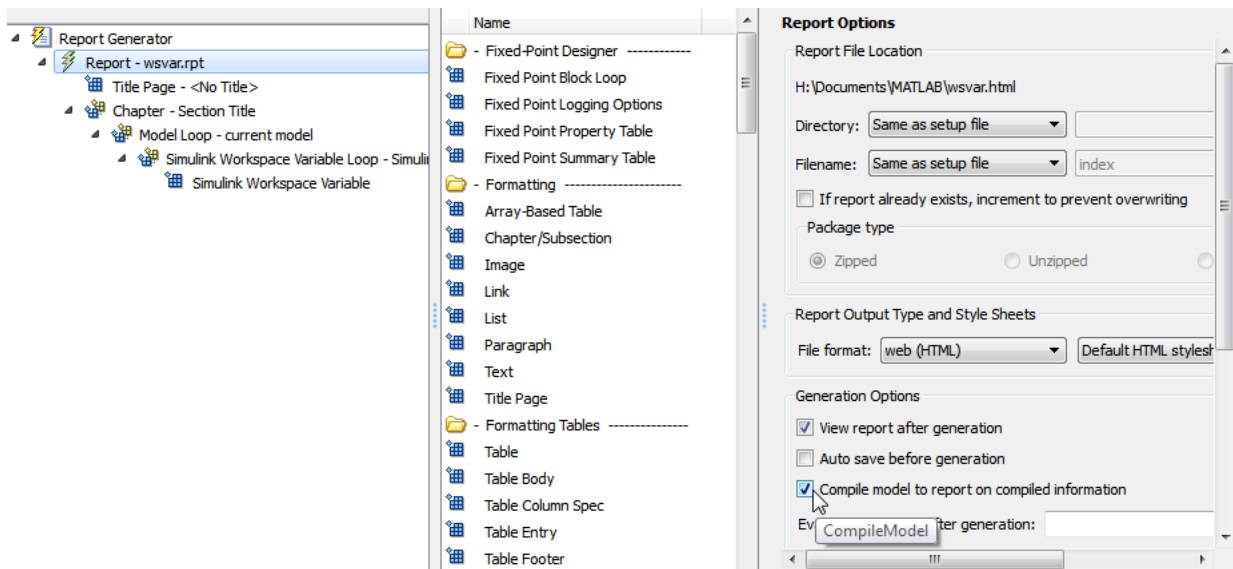 Report Generator
Report - wsvar.rpt
Title Page - <No Title>
Chapter - Section Title
Model Loop - current model
Simulink Workspace Variable Loop - Simuli
Simulink Workspace Variable
Name
- Fixed-Point Designer ------------
Fixed Point Block Loop
Fixed Point Logging Options
Fixed Point Property Table
Fixed Point Summary Table
- Formatting ----------------------
Array-Based Table
Chapter/Subsection
Image
Link
List
Paragraph
Text
Title Page
- Formatting Tables ---------------
Table
Table Body
Table Column Spec
Table Entry
Table Footer
Report Options
Report File Location
H:\Documents\MATLAB\wsvar.html
Directory: Same as setup file
Filename: Same as setup file index
If report already exists, increment to prevent overwriting
Package type
Zipped Unzipped
Report Output Type and Style Sheets
File format: web (HTML) Default HTML stylesh
Generation Options
View report after generation
Auto save before generation
Compile model to report on compiled information
Ev ter generation:
CompileModel